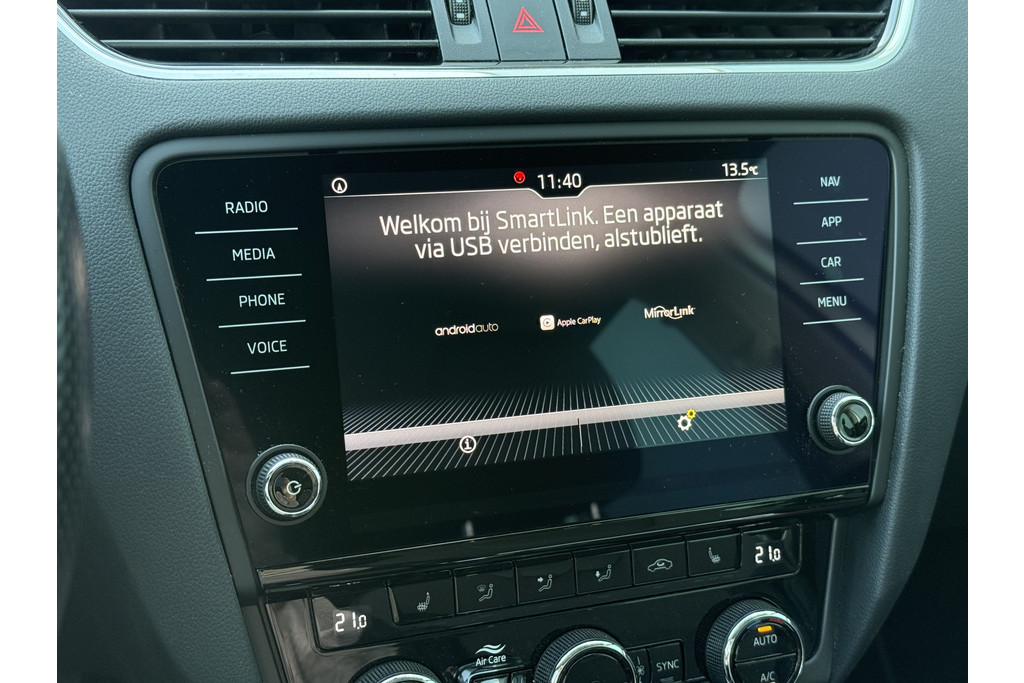 11:40
13.5°C
RADIO
MEDIA
PHONE
VOICE
Welkom bij SmartLink. Een apparaat
via USB verbinden, alstublieft.
androidauto
Apple CarPlay
MirrorLink
NAV
APP
CAR
MENU
21.0
21.0
Air Care
SYNC
AUTO
A/C